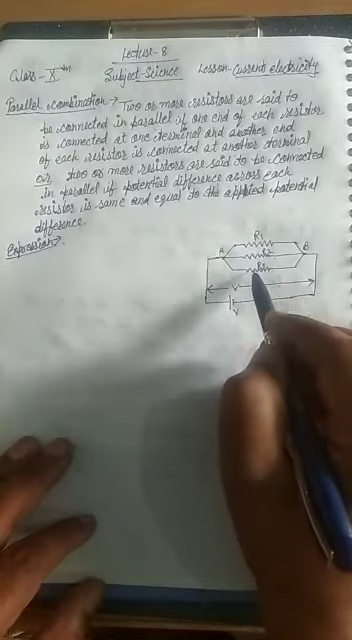 Lecture-8
Class-Xth Subject-Science Lesson-Current electricity
Parallel combination → Two or more resistors are said to
be connected in parallel if one end of each resistor
is connected at one terminal and another end
of each resistor is connected at another terminal
or two or more resistors are said to be connected
in parallel if potential difference across each
resistor is same and equal to the applied potential
difference.
Expression→
R1
A R2 B
R3
V
V